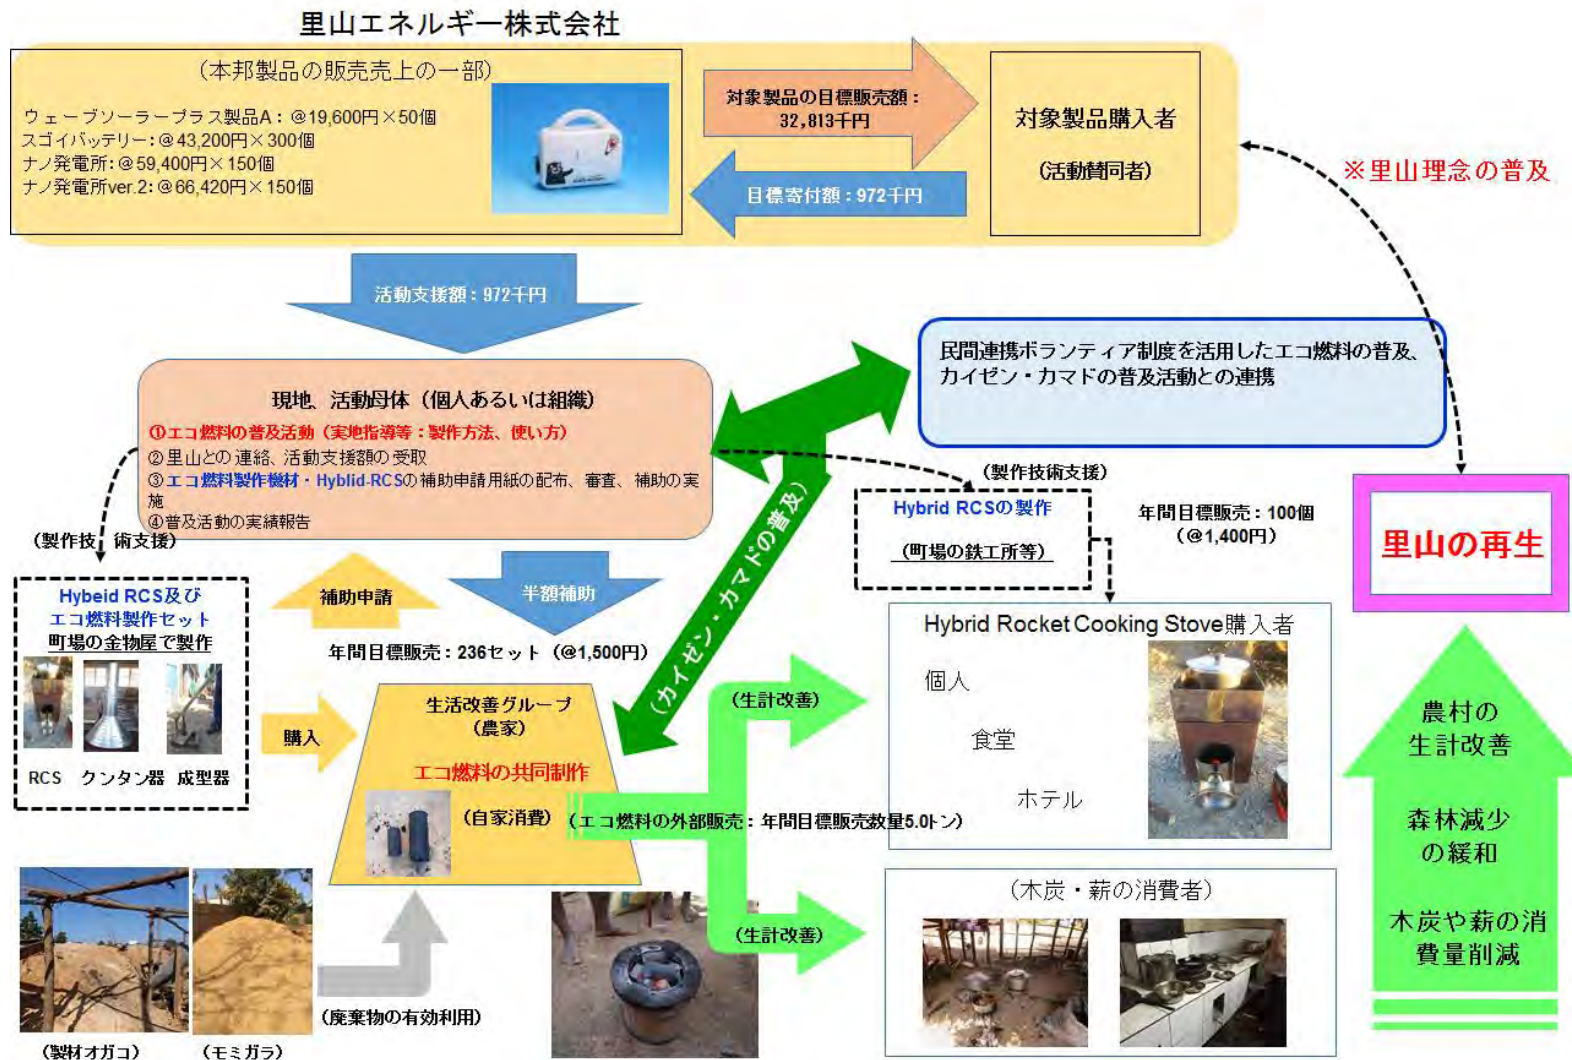 里山エネルギー株式会社
（本邦製品の販売売上の一部）
ウェーブソーラープラス製品A：＠19,600円×50個
スゴイバッテリー：＠43,200円×300個
ナノ発電所：＠59,400円×150個
ナノ発電所ver.2：＠66,420円×150個
対象製品の目標販売額：
32,813千円
目標寄付額：972千円
対象製品購入者
（活動賛同者）
※里山理念の普及
活動支援額：972千円
民間連携ボランティア制度を活用したエコ燃料の普及、
カイゼン・カマドの普及活動との連携
現地、活動母体（個人あるいは組織）
①エコ燃料の普及活動（実地指導等：製作方法、使い方）
②里山との連絡、活動支援額の受取
③エコ燃料製作機材・Hyblid-RCSの補助申請用紙の配布、審査、補助の実
施
④普及活動の実績報告
（製作技 術支援）
（製作技術支援）
Hybrid RCSの製作
（町場の鉄工所等）
年間目標販売：100個
（@1,400円）
里山の再生
Hybeid RCS及び
エコ燃料製作セット
町場の金物屋で製作
RCS クンタン器 成型器
補助申請
半額補助
年間目標販売：236セット（@1,500円）
（カイゼン・カマドの普及）
購入
生活改善グループ
（農家）
エコ燃料の共同制作
（自家消費）
（エコ燃料の外部販売：年間目標販売数量5.0トン）
（生計改善）
Hybrid Rocket Cooking Stove購入者
個人
食堂
ホテル
（生計改善）
（木炭・薪の消費者）
農村の
生計改善
森林減少
の緩和
木炭や薪の消
費量削減
（廃棄物の有効利用）
（製材オガコ）
（モミガラ）